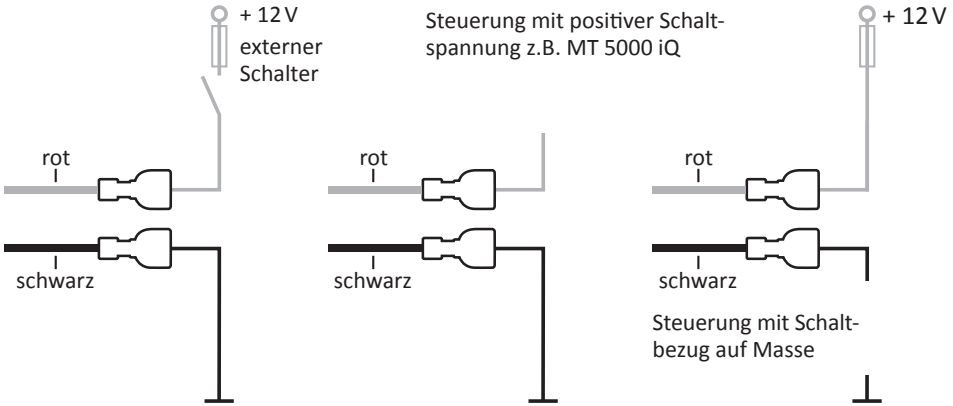 + 12 V
externer
Schalter
rot
schwarz
Steuerung mit positiver Schalt-
spannung z.B. MT 5000 iQ
rot
schwarz
+ 12 V
rot
schwarz
Steuerung mit Schalt-
bezug auf Masse